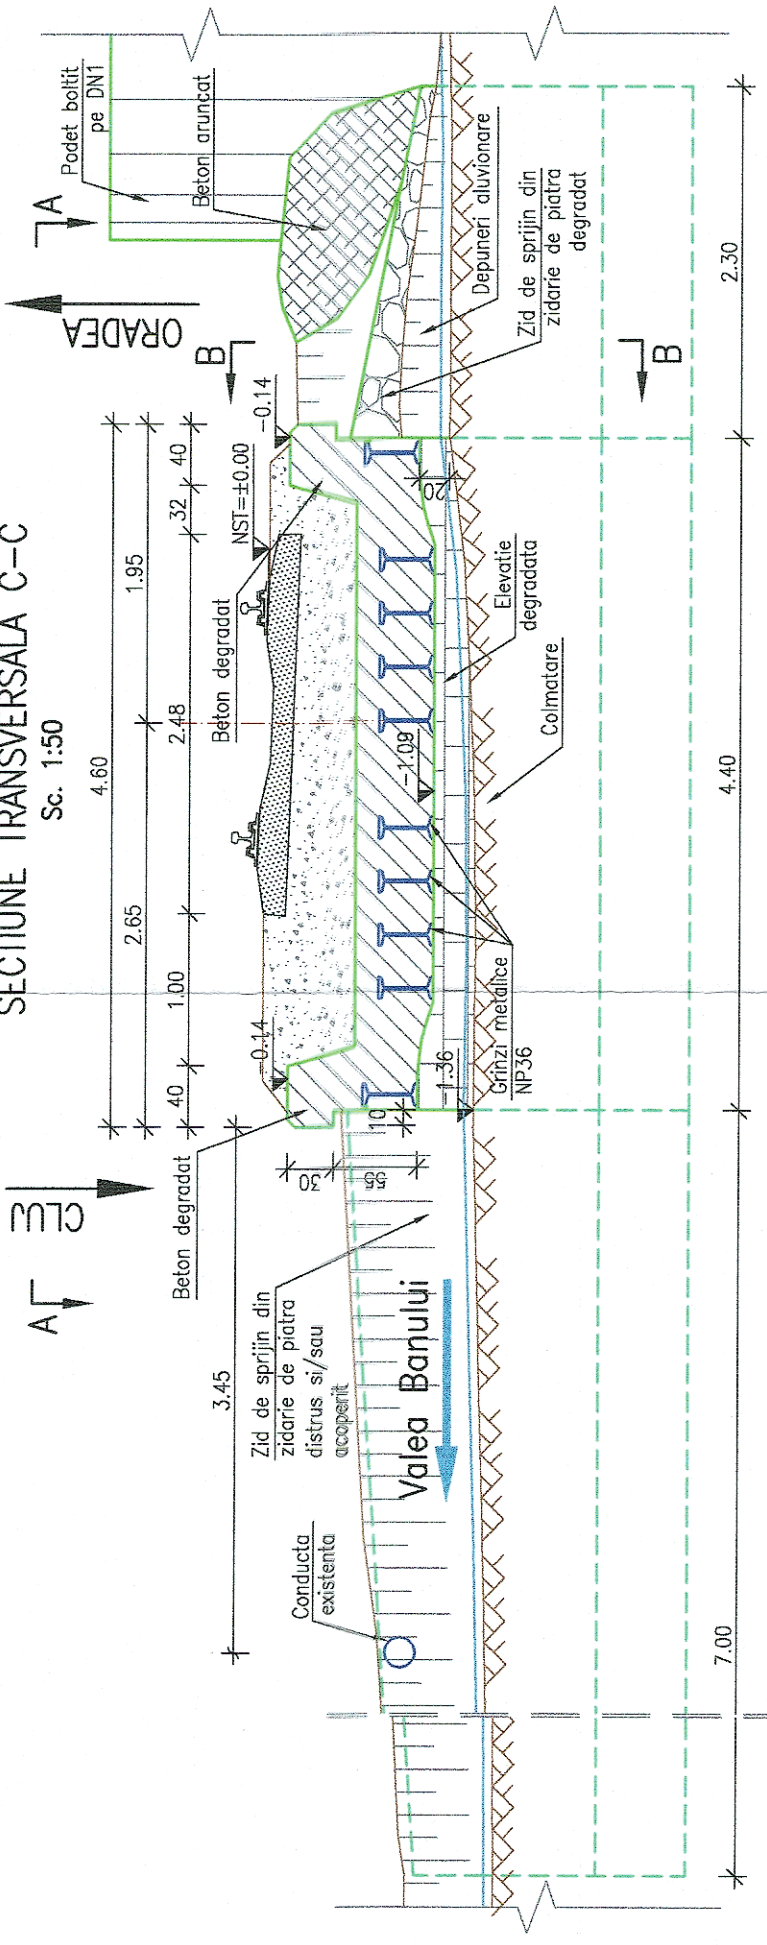 SECTIUNE TRANSVERSALA C-C
Sc. 1:50
CLUJ
ORADEA
A
A
B
B
4.60
2.65
1.95
40
1.00
2.48
32
40
3.45
Podet boltit
pe DN1
Beton aruncat
Beton degradat
Beton degradat
NST=±0.00
-0.14
-0.14
30
55
10
20
-1.09
-1.36
Zid de sprijin din
zidarie de piatra
distrus si/sau
acoperit
Conducta
existenta
Valea Banului
Grinzi metalice
NP36
Elevatie
degradata
Colmatare
Depuneri aluvionare
Zid de sprijin din
zidarie de piatra
degradat
7.00
4.40
2.30